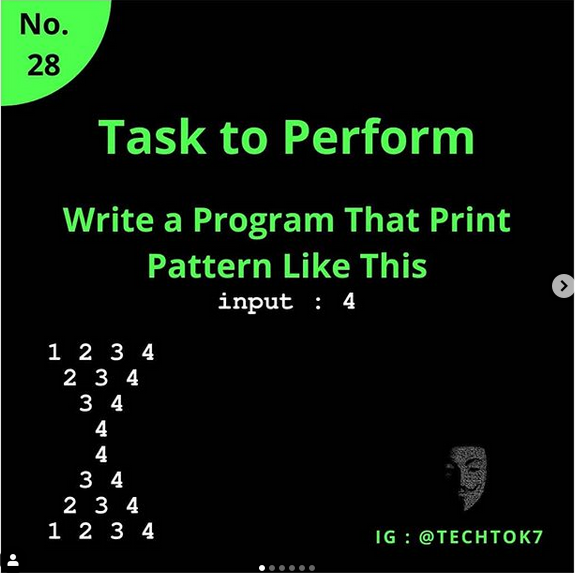 No.
28
Task to Perform
Write a Program That Print
Pattern Like This
input : 4
1 2 3 4
2 3 4
3 4
4
4
3 4
2 3 4
1 2 3 4
IG : @TECHTOK7